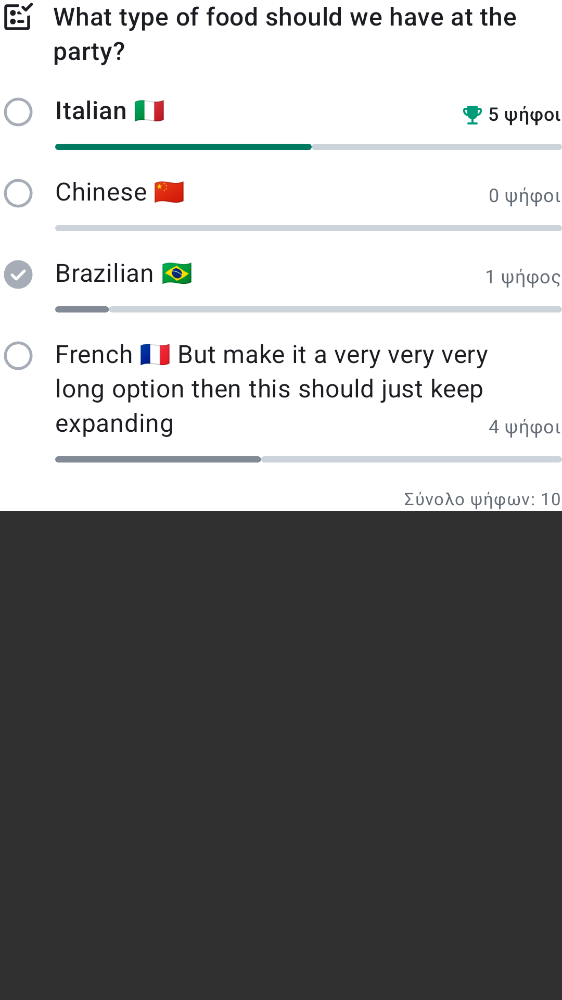 What type of food should we have at the
party?
Italian 🇮🇹
5 ψήφοι
Chinese 🇨🇳
0 ψήφοι
Brazilian 🇧🇷
1 ψήφος
French 🇫🇷 But make it a very very very
long option then this should just keep
expanding
4 ψήφοι
Σύνολο ψήφων: 10